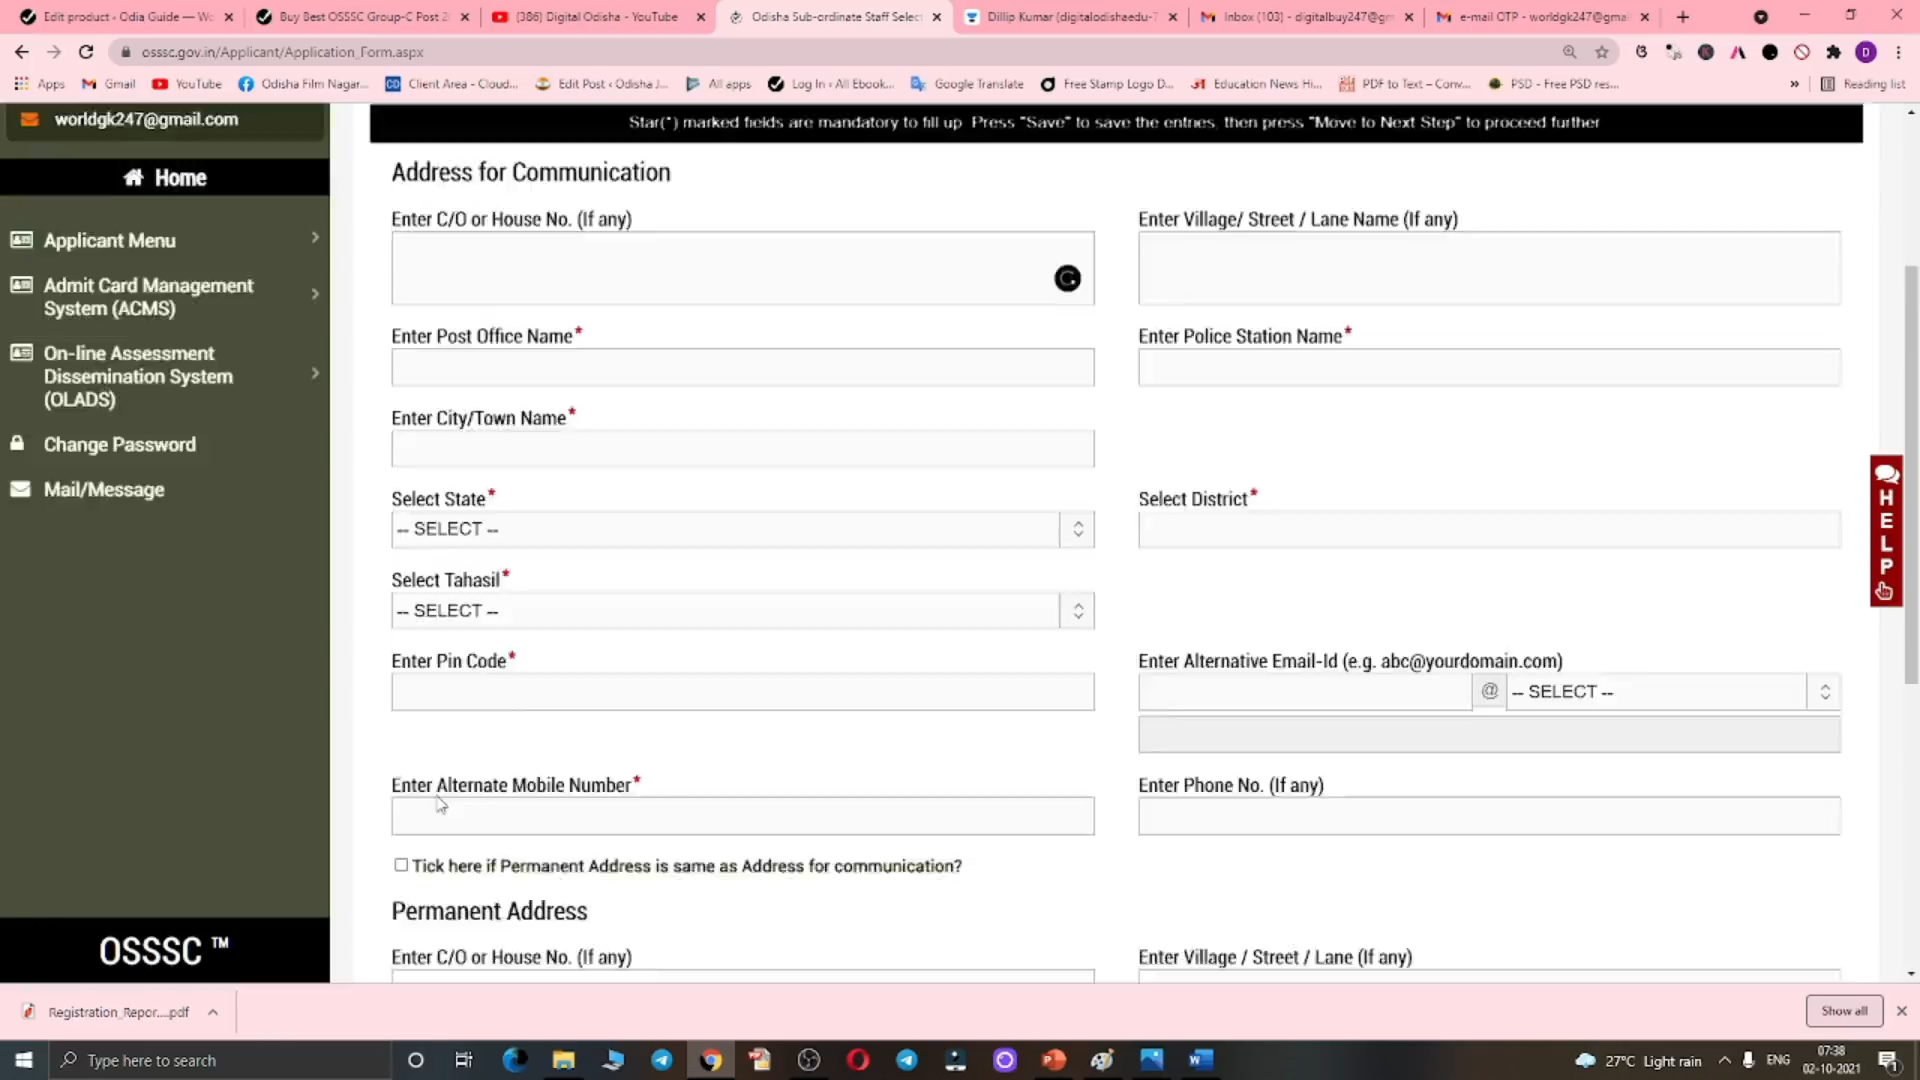 Edit product ‹ Odia Guide — Wo
Buy Best OSSSC Group-C Post 2
(386) Digital Odisha - YouTube
Odisha Sub-ordinate Staff Select
Dillip Kumar (digitalodishaedu-
Inbox (103) - digitalbuy247@gm
e-mail OTP - worldgk247@gmai
osssc.gov.in/Applicant/Application_Form.aspx
D
Apps
Gmail
YouTube
Odisha Film Nagar...
Client Area - Cloud...
Edit Post ‹ Odisha J...
All apps
Log In ‹ All Ebook...
Google Translate
Free Stamp Logo D...
Education News Hi...
PDF to Text – Conv...
PSD - Free PSD res...
»
Reading list
worldgk247@gmail.com
Home
Applicant Menu
Admit Card Management
System (ACMS)
On-line Assessment
Dissemination System
(OLADS)
Change Password
Mail/Message
OSSSC ™
Star(*) marked fields are mandatory to fill up. Press "Save" to save the entries, then press "Move to Next Step" to proceed further
Address for Communication
Enter C/O or House No. (If any)
Enter Village/ Street / Lane Name (If any)
Enter Post Office Name*
Enter Police Station Name*
Enter City/Town Name*
Select State*
Select District*
-- SELECT --
Select Tahasil*
-- SELECT --
Enter Pin Code*
Enter Alternative Email-Id (e.g. abc@yourdomain.com)
@
-- SELECT --
Enter Alternate Mobile Number*
Enter Phone No. (If any)
Tick here if Permanent Address is same as Address for communication?
Permanent Address
Enter C/O or House No. (If any)
Enter Village / Street / Lane (If any)
HELP
Registration_Repor....pdf
Show all
Type here to search
27°C Light rain
ENG
07:38
02-10-2021
1